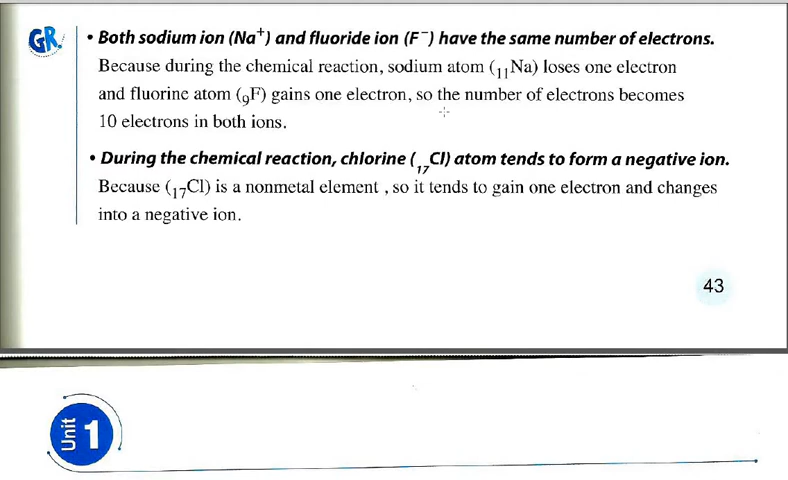 GR.
• Both sodium ion (Na⁺) and fluoride ion (F⁻) have the same number of electrons.
Because during the chemical reaction, sodium atom (₁₁Na) loses one electron
and fluorine atom (₉F) gains one electron, so the number of electrons becomes
10 electrons in both ions.
• During the chemical reaction, chlorine (₁₇Cl) atom tends to form a negative ion.
Because (₁₇Cl) is a nonmetal element , so it tends to gain one electron and changes
into a negative ion.
43
Unit 1